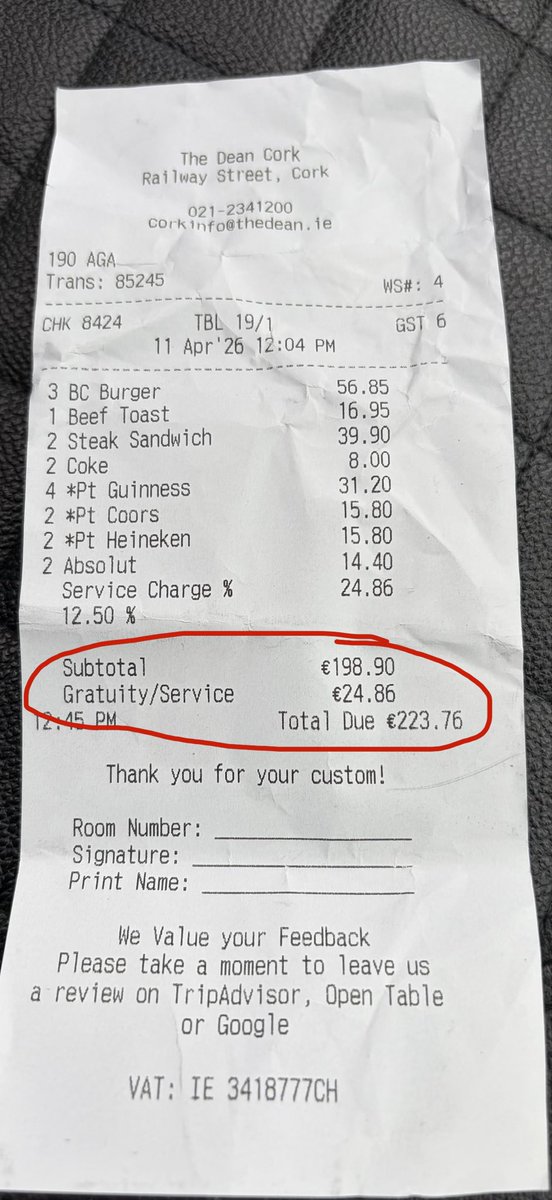 The Dean Cork
Railway Street, Cork
021-2341200
corkinfo@thedean.ie
190 AGA
Trans: 85245 WS#: 4
CHK 8424 TBL 19/1 GST 6
11 Apr'26 12:04 PM
3 BC Burger 56.85
1 Beef Toast 16.95
2 Steak Sandwich 39.90
2 Coke 8.00
4 *Pt Guinness 31.20
2 *Pt Coors 15.80
2 *Pt Heineken 15.80
2 Absolut 14.40
Service Charge % 24.86
12.50 %
Subtotal €198.90
Gratuity/Service €24.86
12:45 PM Total Due €223.76
Thank you for your custom!
Room Number:
Signature:
Print Name:
We Value your Feedback
Please take a moment to leave us
a review on TripAdvisor, Open Table
or Google
VAT: IE 3418777CH